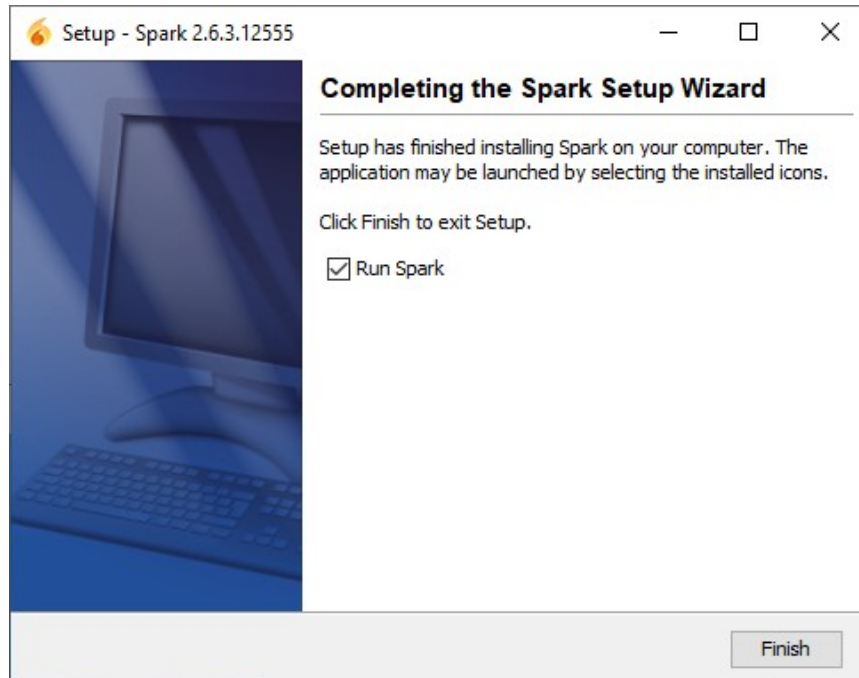 Setup - Spark 2.6.3.12555
Completing the Spark Setup Wizard
Setup has finished installing Spark on your computer. The
application may be launched by selecting the installed icons.
Click Finish to exit Setup.
Run Spark
Finish